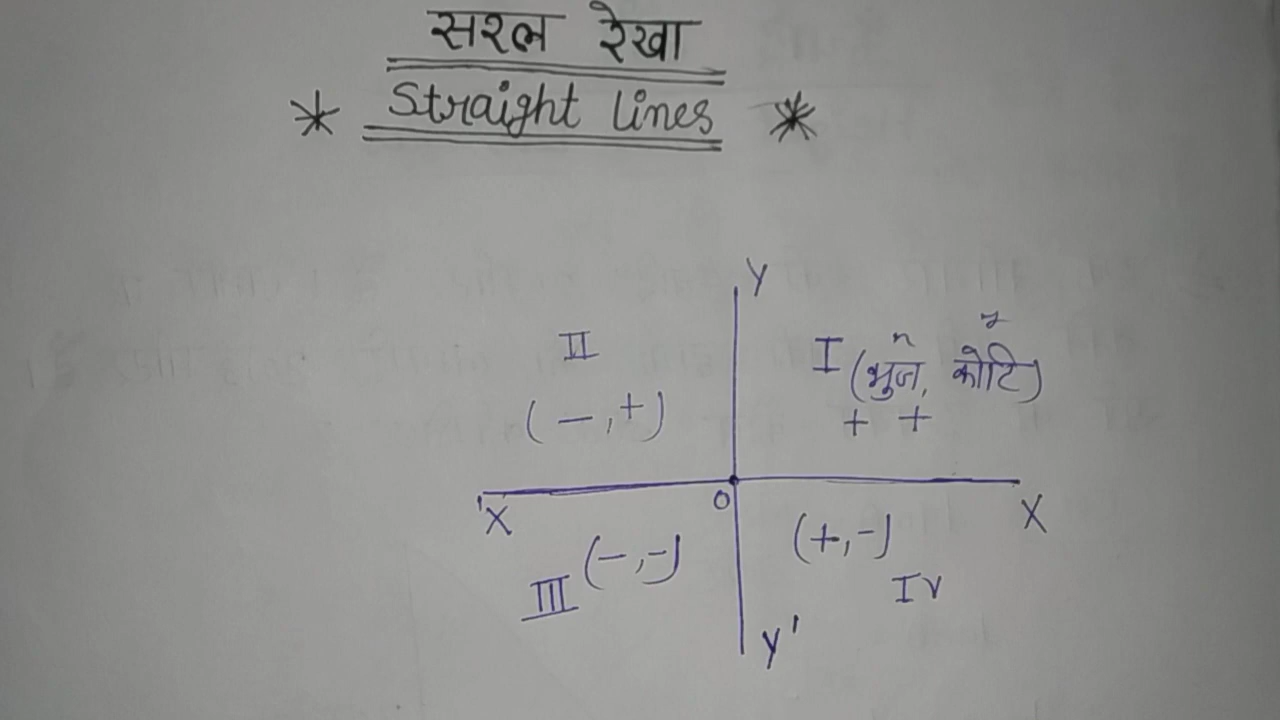 सरल रेखा
* Straight lines *
Y
II
I (भुज, कोटि)
x y
(-,+)
+ +
'X
O
X
(-,-)
(+,-)
III
IV
Y'